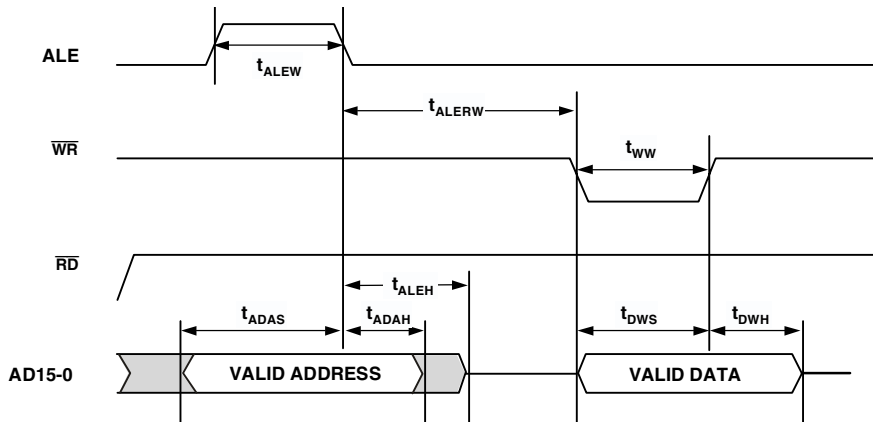 ALE
tALEW
tALERW
WR
tWW
RD
tALEH
tADAS
tADAH
tDWS
tDWH
AD15-0
VALID ADDRESS
VALID DATA